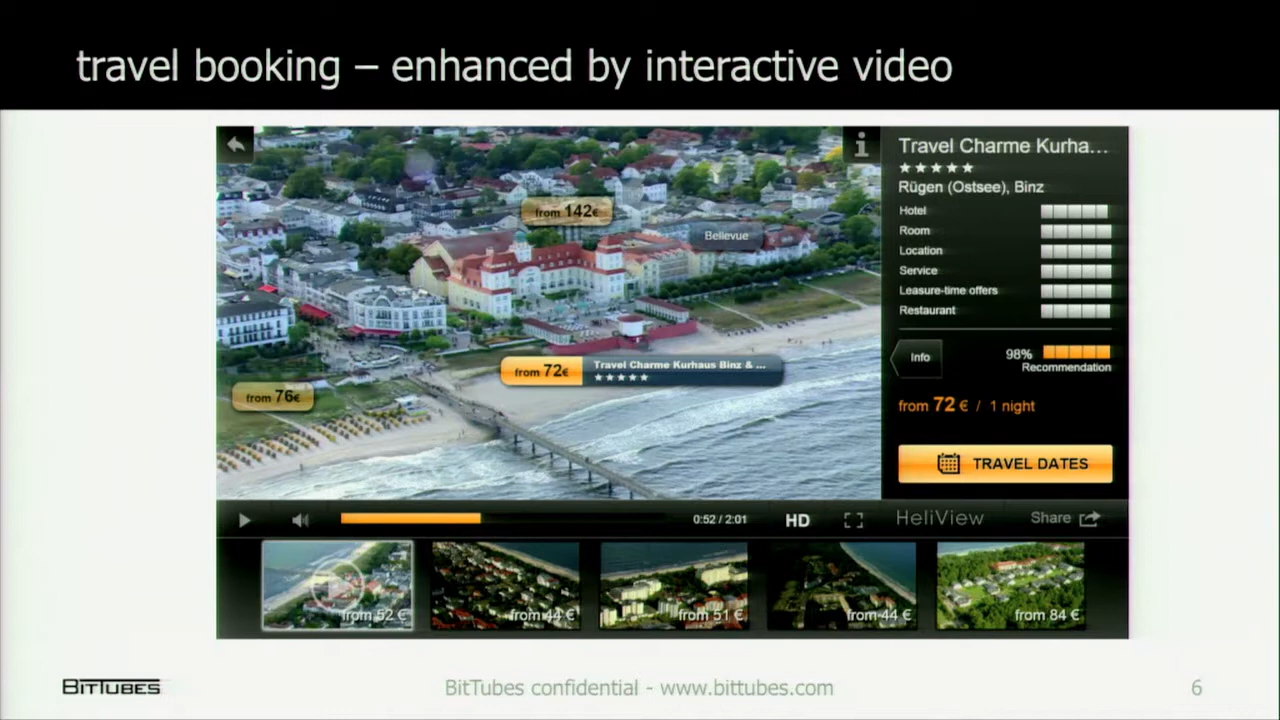 travel booking – enhanced by interactive video
from 142€
Bellevue
from 72€
Travel Charme Kurhaus Binz & ...
from 76€
Travel Charme Kurha...
Rügen (Ostsee), Binz
Hotel
Room
Location
Service
Leasure-time offers
Restaurant
Info
98%
Recommendation
from 72 € / 1 night
TRAVEL DATES
0:52 / 2:01
HD
HeliView
Share
from 52 €
from 44 €
from 51 €
from 44 €
from 84 €
BITTUBES
BitTubes confidential - www.bittubes.com
6